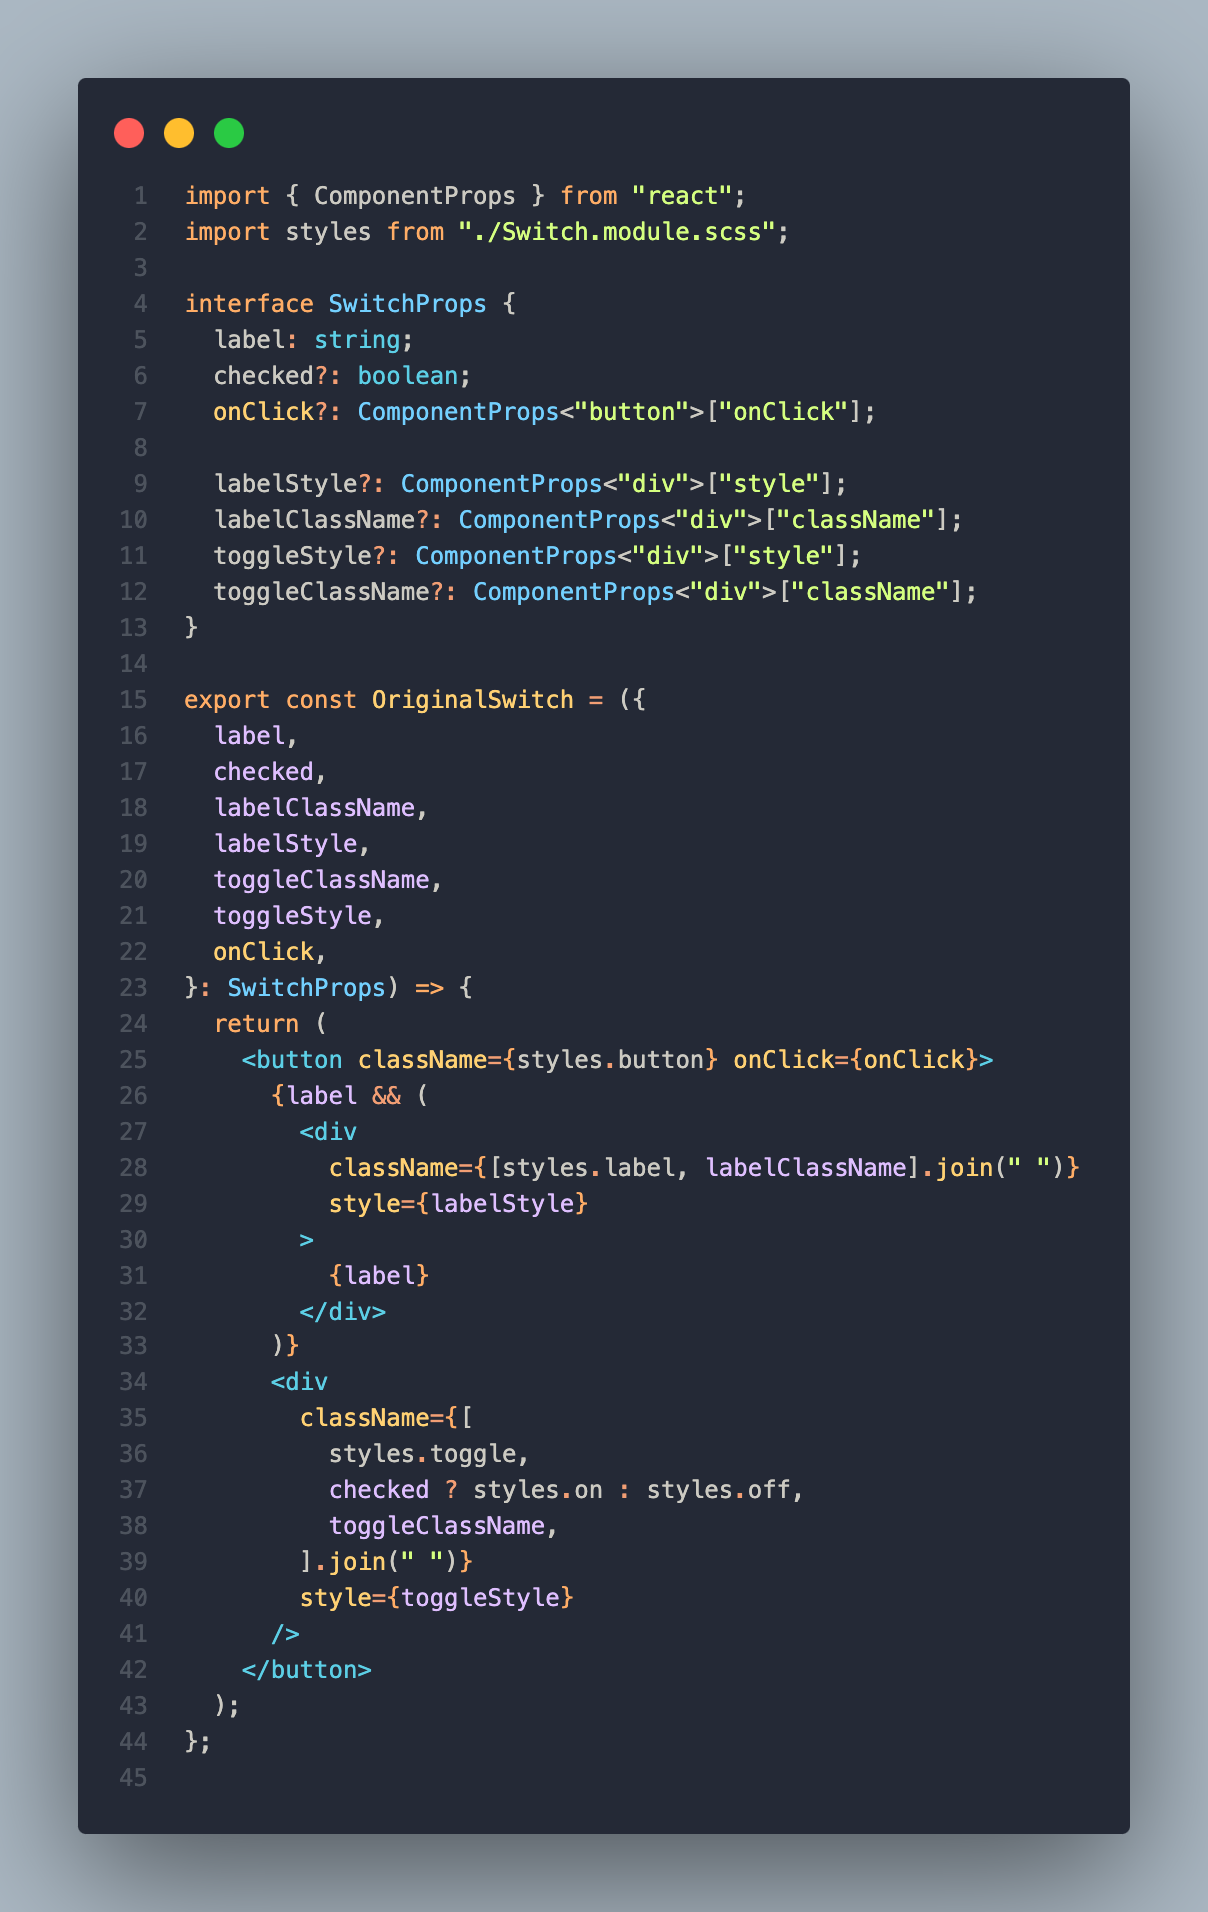 1 import { ComponentProps } from "react";
2 import styles from "./Switch.module.scss";
3
4 interface SwitchProps {
5   label: string;
6   checked?: boolean;
7   onClick?: ComponentProps<"button">["onClick"];
8
9   labelStyle?: ComponentProps<"div">["style"];
10   labelClassName?: ComponentProps<"div">["className"];
11   toggleStyle?: ComponentProps<"div">["style"];
12   toggleClassName?: ComponentProps<"div">["className"];
13 }
14
15 export const OriginalSwitch = ({
16   label,
17   checked,
18   labelClassName,
19   labelStyle,
20   toggleClassName,
21   toggleStyle,
22   onClick,
23 }: SwitchProps) => {
24   return (
25     <button className={styles.button} onClick={onClick}>
26       {label && (
27         <div
28           className={[styles.label, labelClassName].join(" ")}
29           style={labelStyle}
30         >
31           {label}
32         </div>
33       )}
34       <div
35         className={[
36           styles.toggle,
37           checked ? styles.on : styles.off,
38           toggleClassName,
39         ].join(" ")}
40         style={toggleStyle}
41       />
42     </button>
43   );
44 };
45